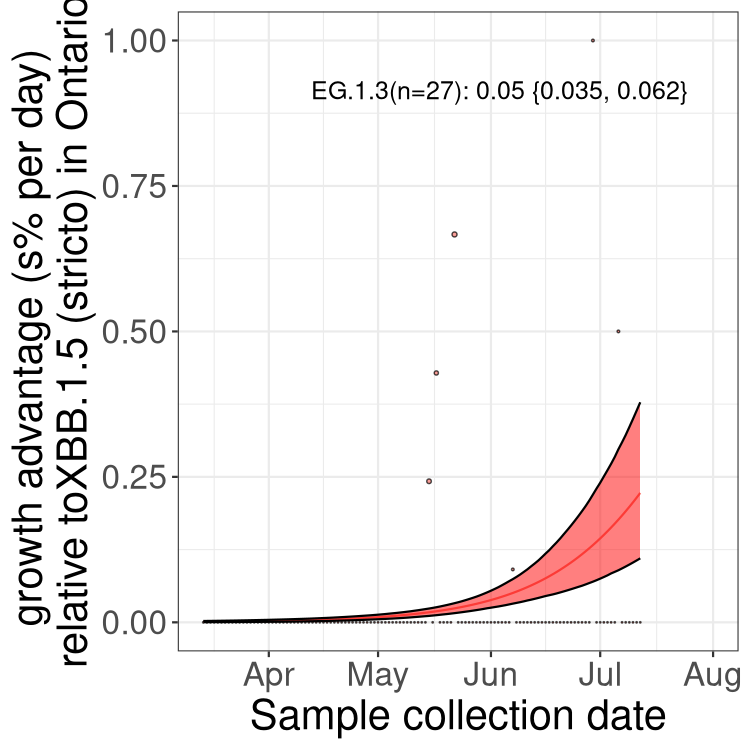 growth advantage (s% per day)
relative toXBB.1.5 (stricto) in Ontario
1.00
0.75
0.50
0.25
0.00
EG.1.3(n=27): 0.05 {0.035, 0.062}
Apr May Jun Jul Aug
Sample collection date